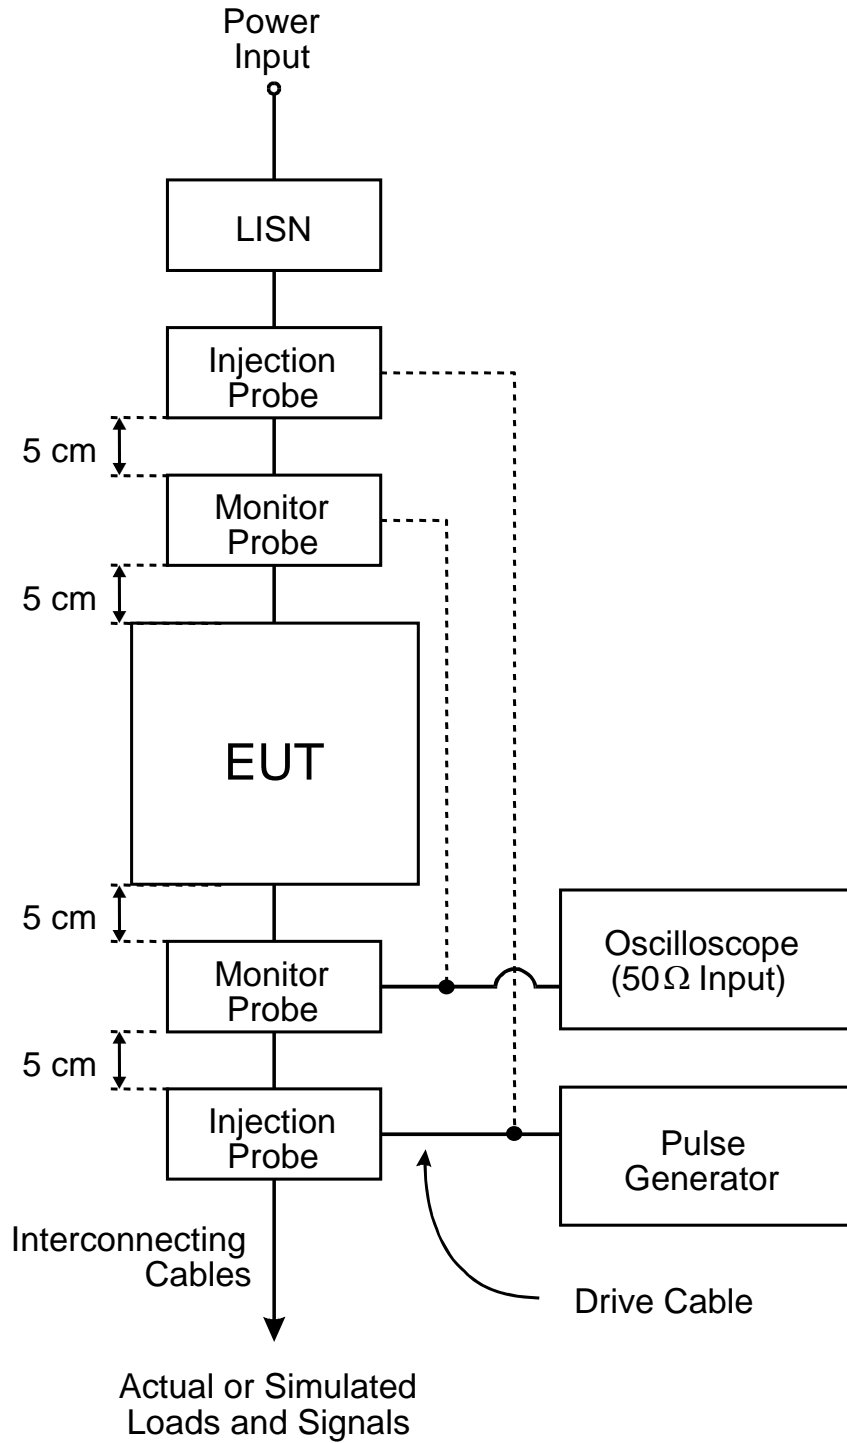 Power
Input
LISN
Injection
Probe
5 cm
Monitor
Probe
5 cm
EUT
5 cm
Monitor
Probe
Oscilloscope
(50Ω Input)
5 cm
Injection
Probe
Pulse
Generator
Interconnecting
Cables
Drive Cable
Actual or Simulated
Loads and Signals